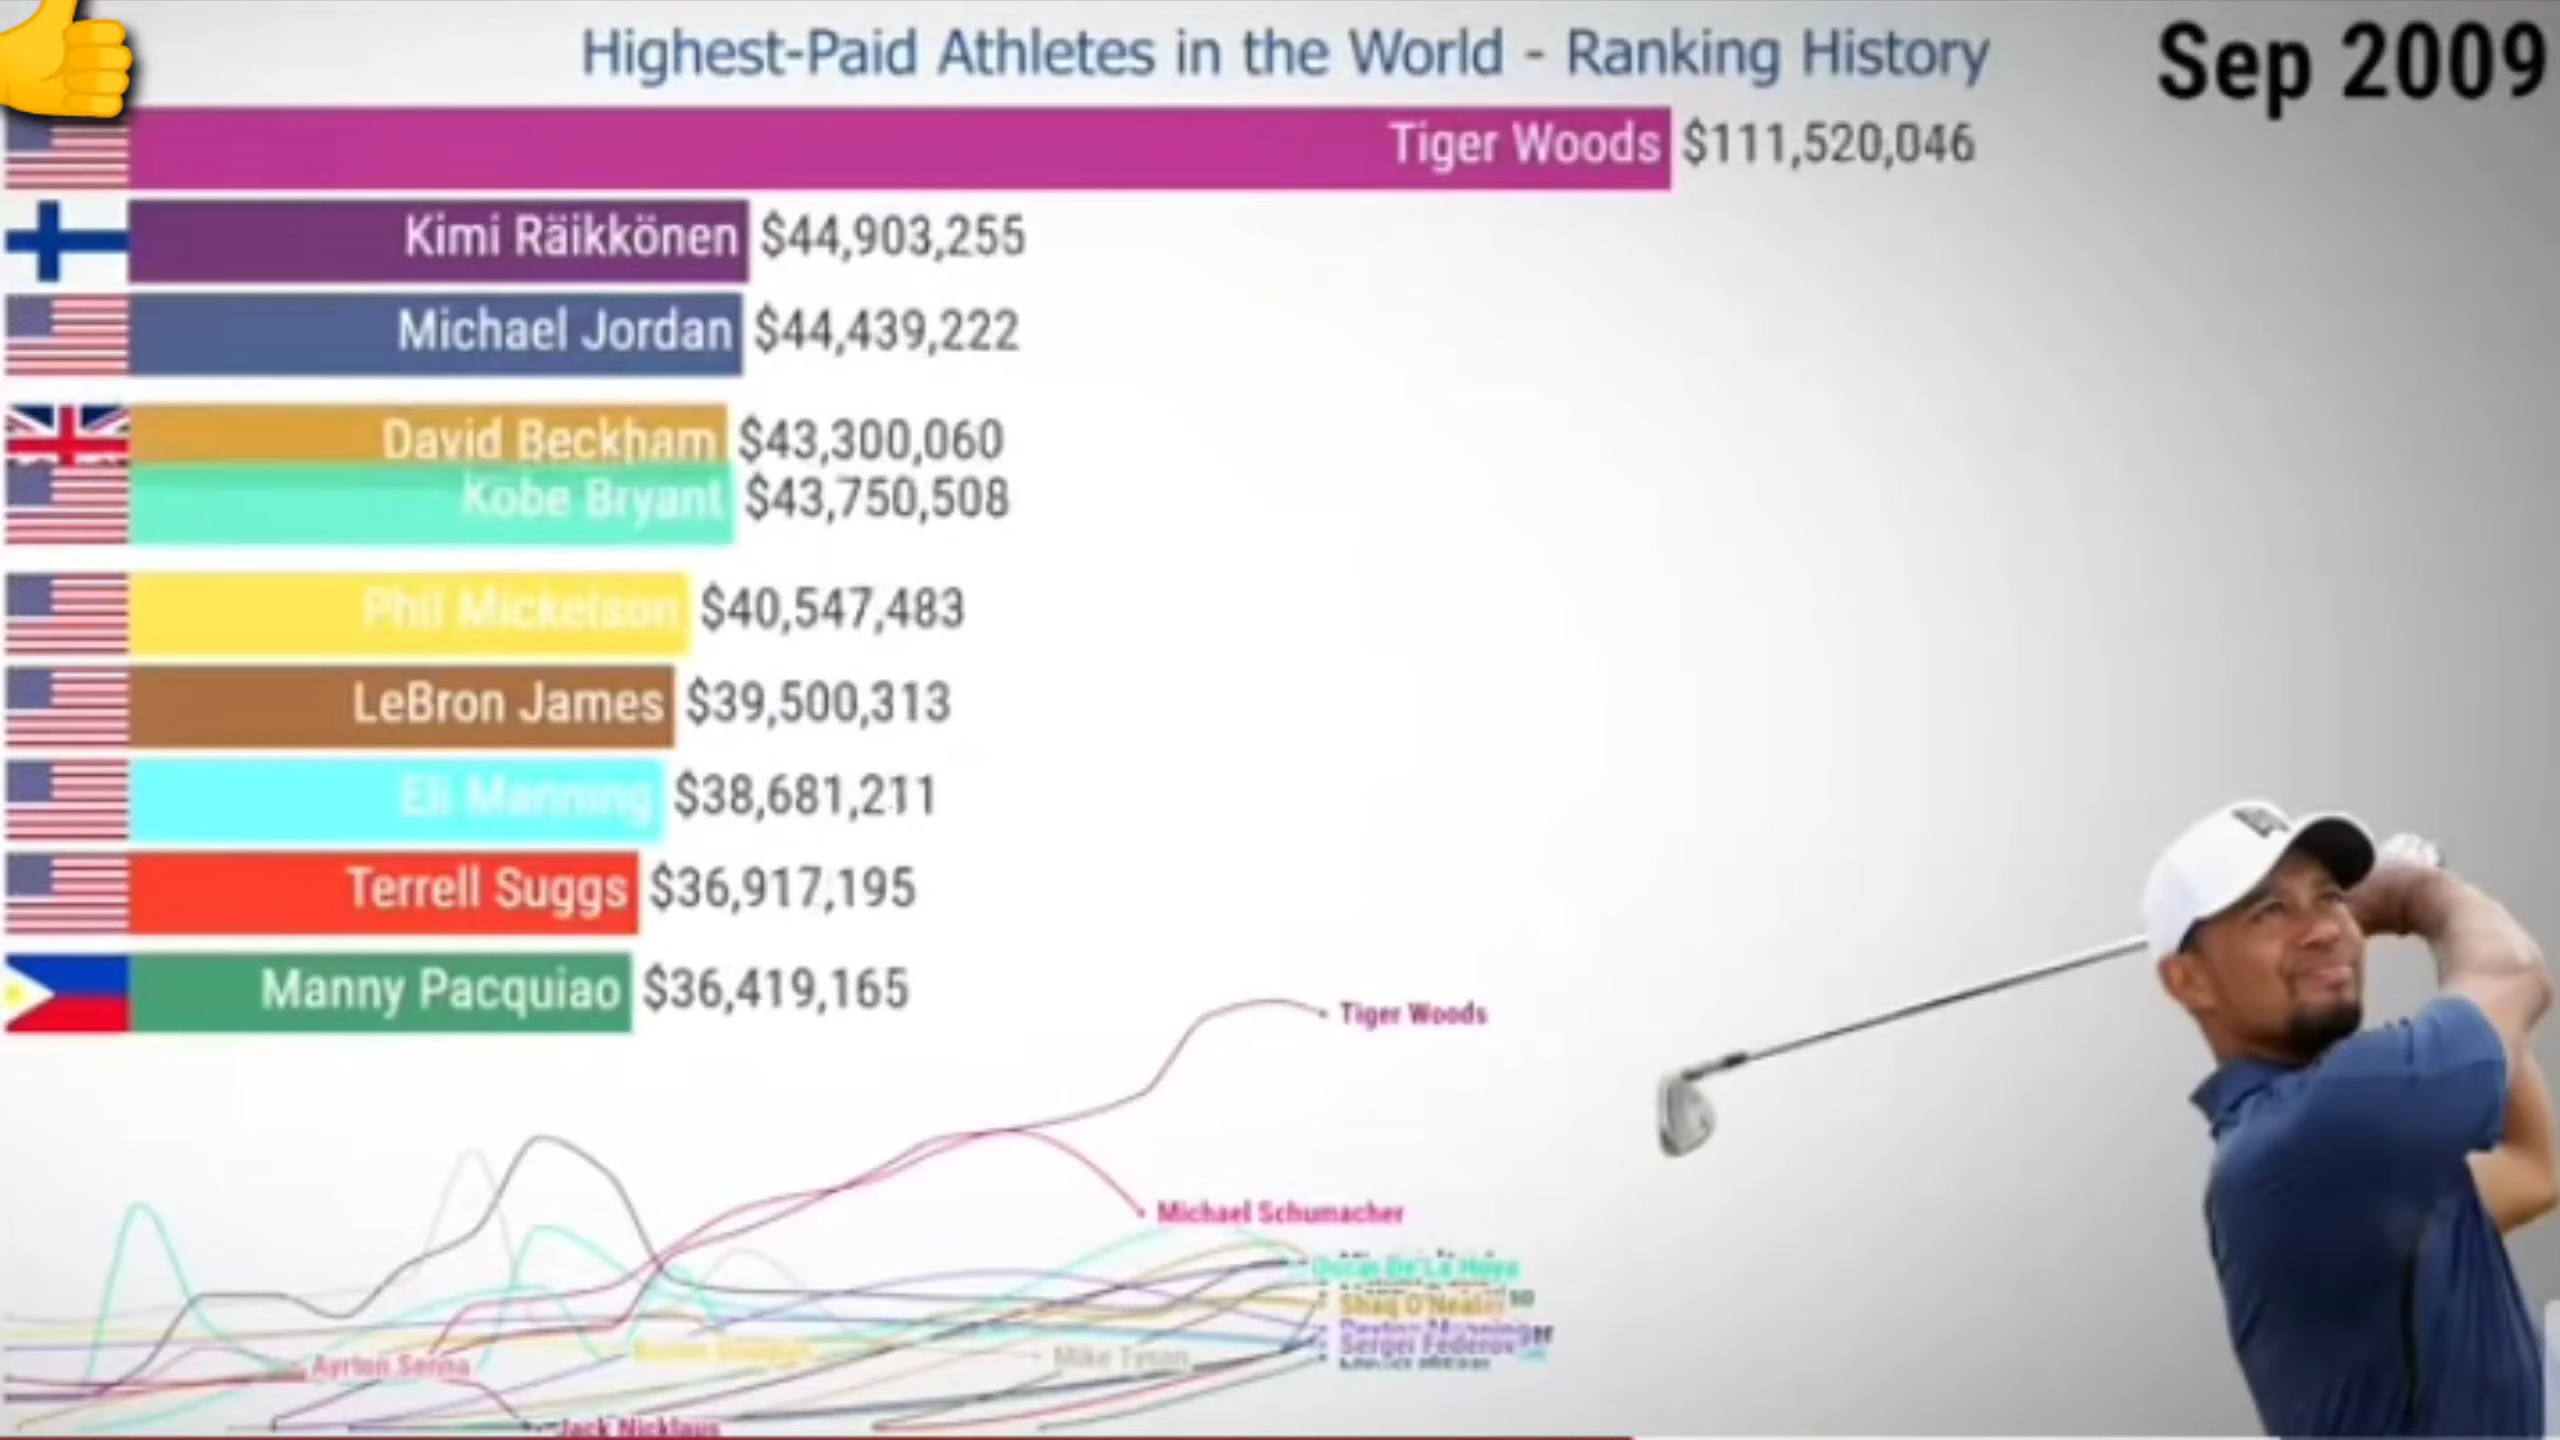 Highest-Paid Athletes in the World - Ranking History
Sep 2009
Tiger Woods $111,520,046
Kimi Räikkönen $44,903,255
Michael Jordan $44,439,222
David Beckham $43,300,060
Kobe Bryant $43,750,508
Phil Mickelson $40,547,483
LeBron James $39,500,313
Eli Manning $38,681,211
Terrell Suggs $36,917,195
Manny Pacquiao $36,419,165
Tiger Woods
Michael Schumacher
Oscar De La Hoya
Shaq O'Neal
Sergei Federov
Ayrton Senna
Mike Tyson
Jack Nicklaus